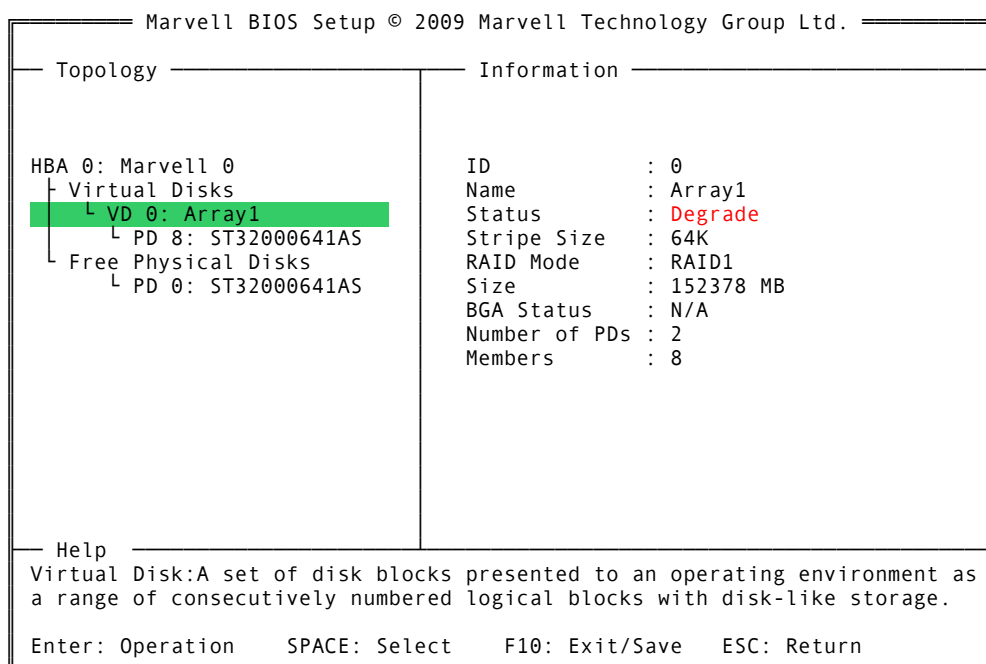 Marvell BIOS Setup © 2009 Marvell Technology Group Ltd.
Topology
HBA 0: Marvell 0
Virtual Disks
VD 0: Array1
PD 8: ST32000641AS
Free Physical Disks
PD 0: ST32000641AS
Information
ID : 0
Name : Array1
Status : Degrade
Stripe Size : 64K
RAID Mode : RAID1
Size : 152378 MB
BGA Status : N/A
Number of PDs : 2
Members : 8
Help
Virtual Disk:A set of disk blocks presented to an operating environment as
a range of consecutively numbered logical blocks with disk-like storage.
Enter: Operation SPACE: Select F10: Exit/Save ESC: Return